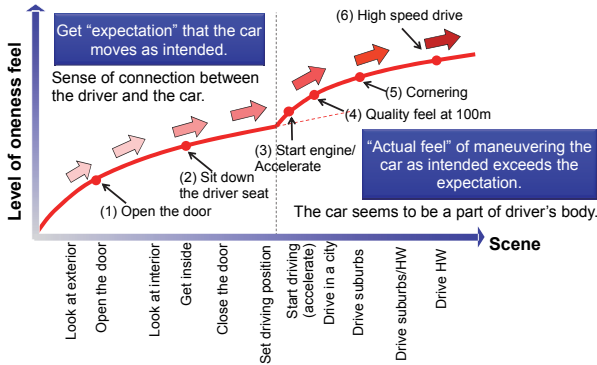 Level of oneness feel
Get “expectation” that the car
moves as intended.
Sense of connection between
the driver and the car.
(1) Open the door
(2) Sit down
the driver seat
(3) Start engine/
Accelerate
(4) Quality feel at 100m
(5) Cornering
(6) High speed drive
“Actual feel” of maneuvering the
car as intended exceeds the
expectation.
The car seems to be a part of driver’s body.
Scene
Look at exterior
Open the door
Look at interior
Get inside
Close the door
Set driving position
Start driving
(accelerate)
Drive in a city
Drive suburbs
Drive suburbs/HW
Drive HW